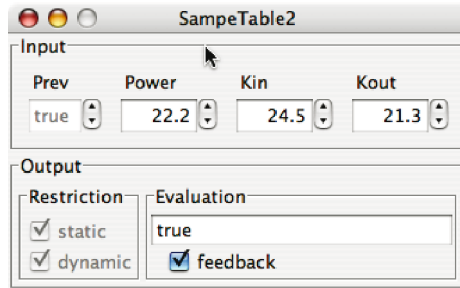 SampeTable2
Input
Prev Power Kin Kout
true 22.2 24.5 21.3
Output
Restriction Evaluation
static true
dynamic feedback